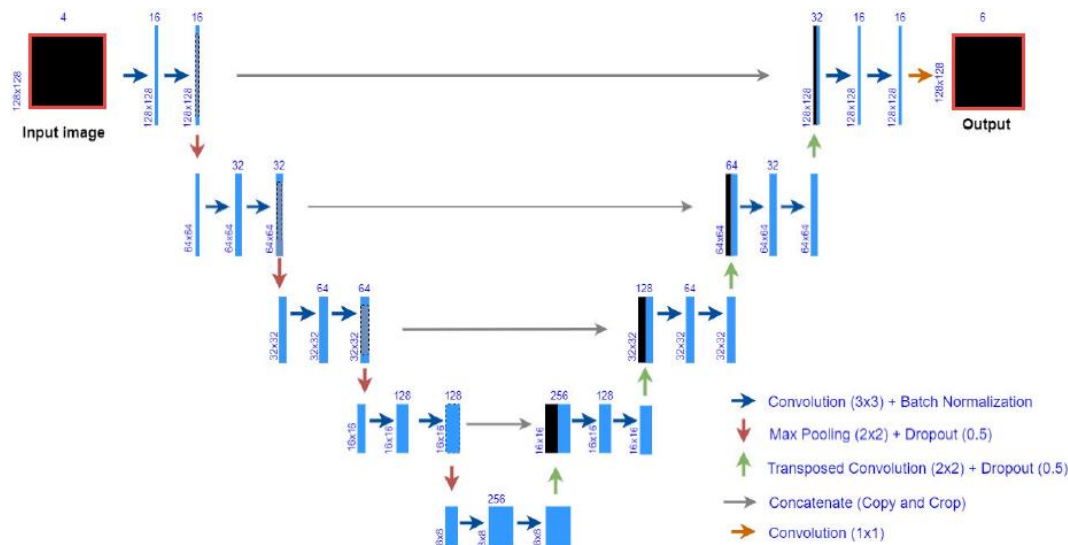 4
16
16
32
16
16
6
128x128
128x128
128x128
128x128
128x128
128x128
128x128
Input image
Output
32
32
64
32
64x64
64x64
64x64
64x64
64x64
64x64
64
64
128
64
32x32
32x32
32x32
32x32
32x32
32x32
128
128
256
128
16x16
16x16
16x16
16x16
16x16
16x16
256
Convolution (3x3) + Batch Normalization
Max Pooling (2x2) + Dropout (0.5)
Transposed Convolution (2x2) + Dropout (0.5)
Concatenate (Copy and Crop)
Convolution (1x1)